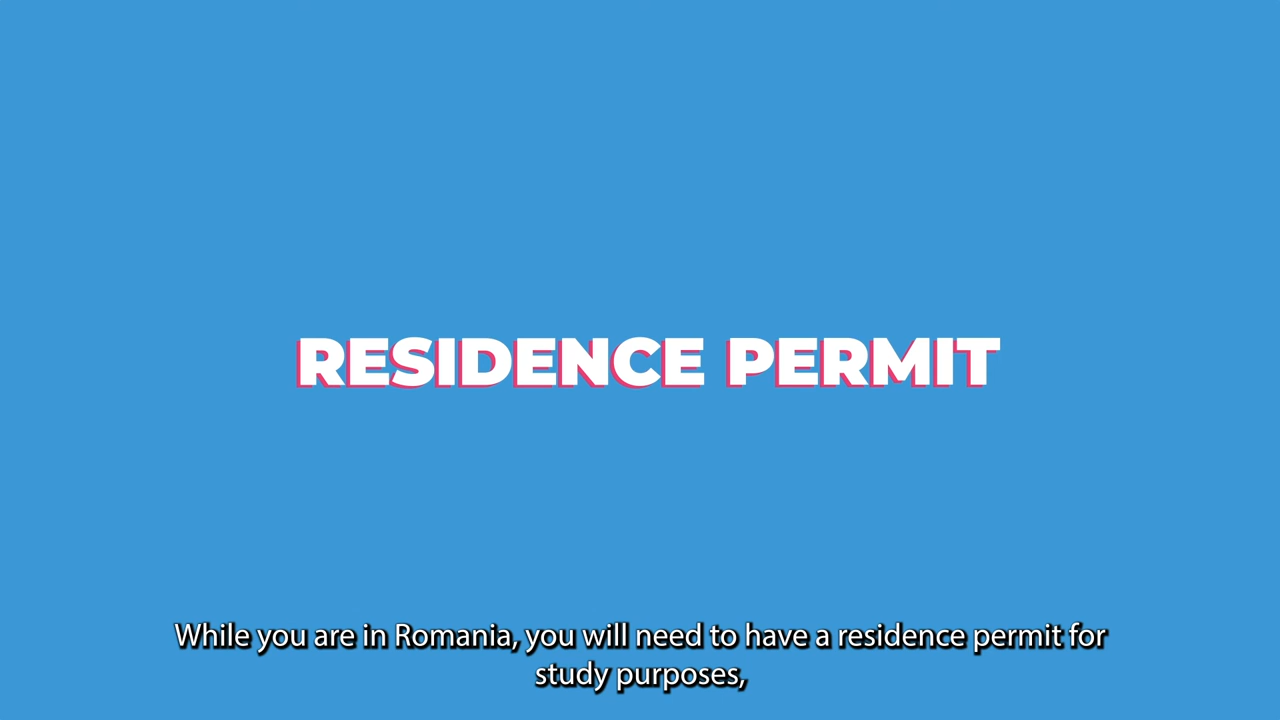 RESIDENCE PERMIT
While you are in Romania, you will need to have a residence permit for
study purposes,